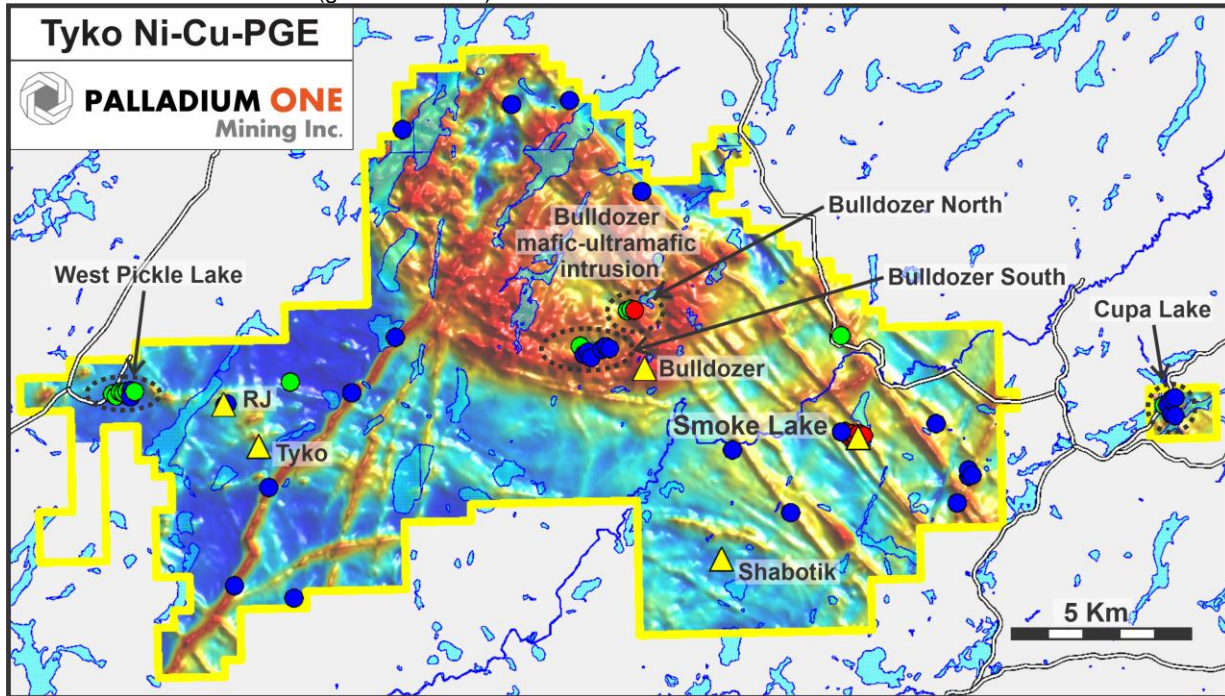 Tyko Ni-Cu-PGE
PALLADIUM ONE
Mining Inc.
Bulldozer North
Bulldozer
mafic-ultramafic
intrusion
West Pickle Lake
Bulldozer South
Cupa Lake
Bulldozer
RJ
Smoke Lake
Tyko
Shabotik
5 Km